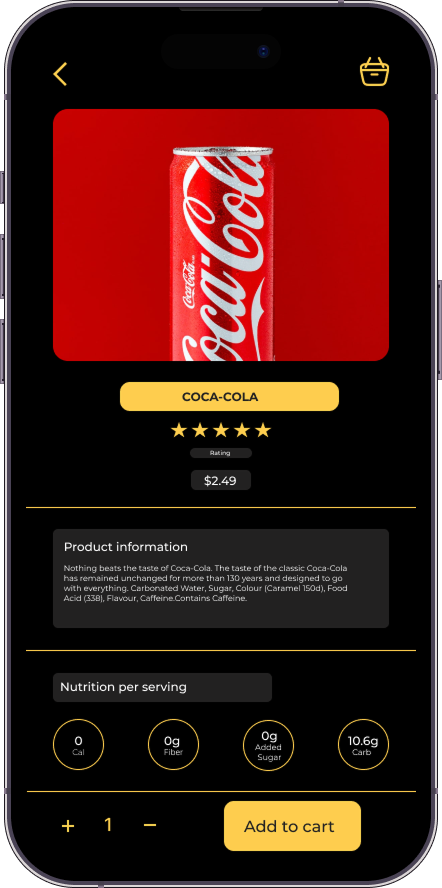 Coca-Cola
Coca-Cola
COCA-COLA
Rating
$2.49
Product information
Nothing beats the taste of Coca-Cola. The taste of the classic Coca-Cola
has remained unchanged for more than 130 years and designed to go
with everything. Carbonated Water, Sugar, Colour (Caramel 150d), Food
Acid (338), Flavour, Caffeine.Contains Caffeine.
Nutrition per serving
0
Cal
0g
Fiber
0g
Added
Sugar
10.6g
Carb
+ 1 −
Add to cart